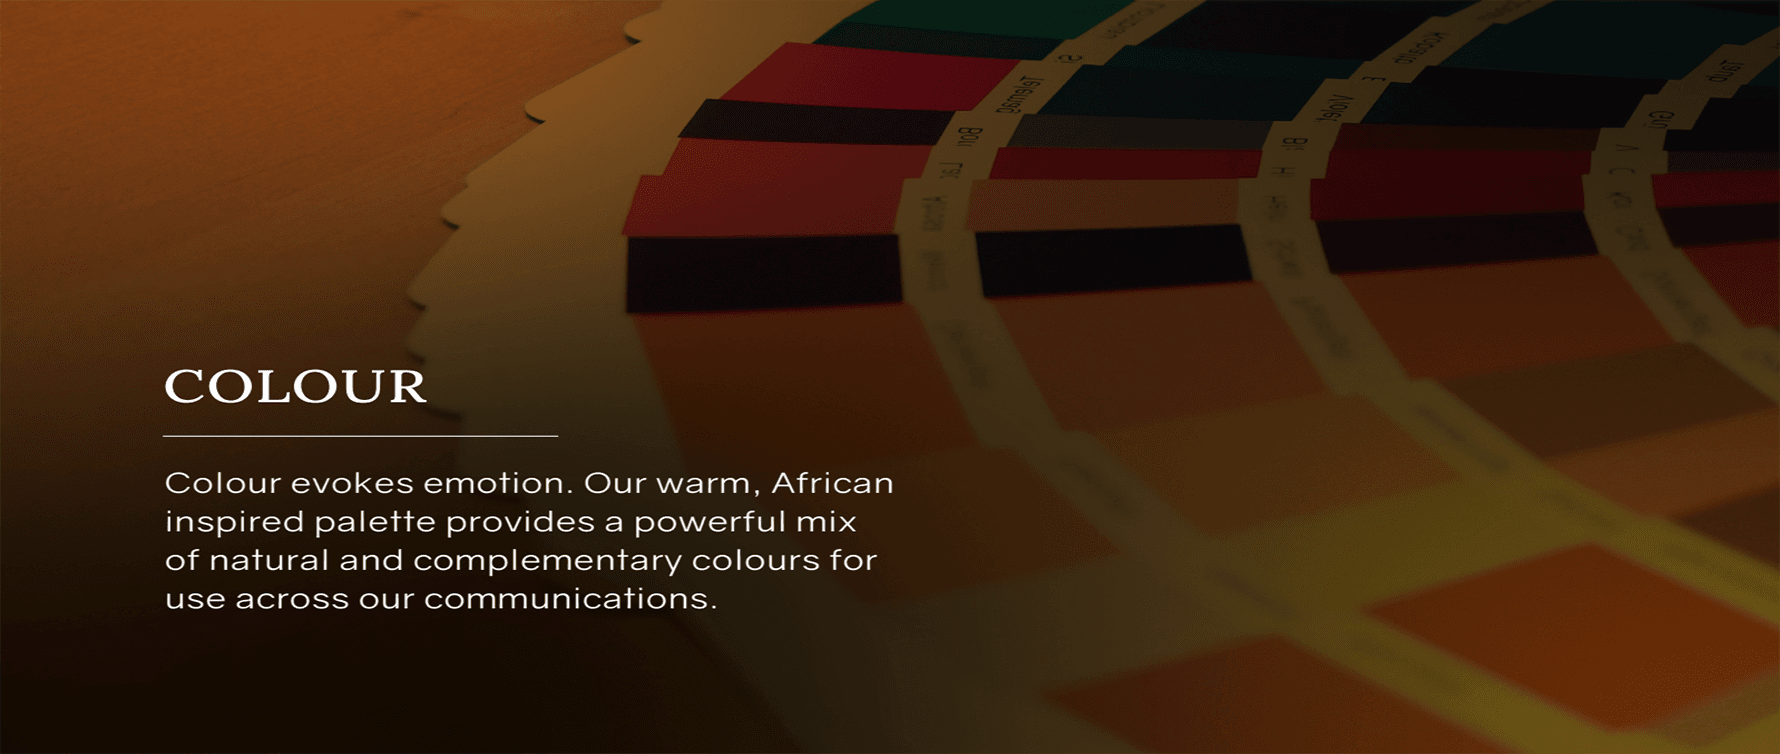 COLOUR
Colour evokes emotion. Our warm, African
inspired palette provides a powerful mix
of natural and complementary colours for
use across our communications.